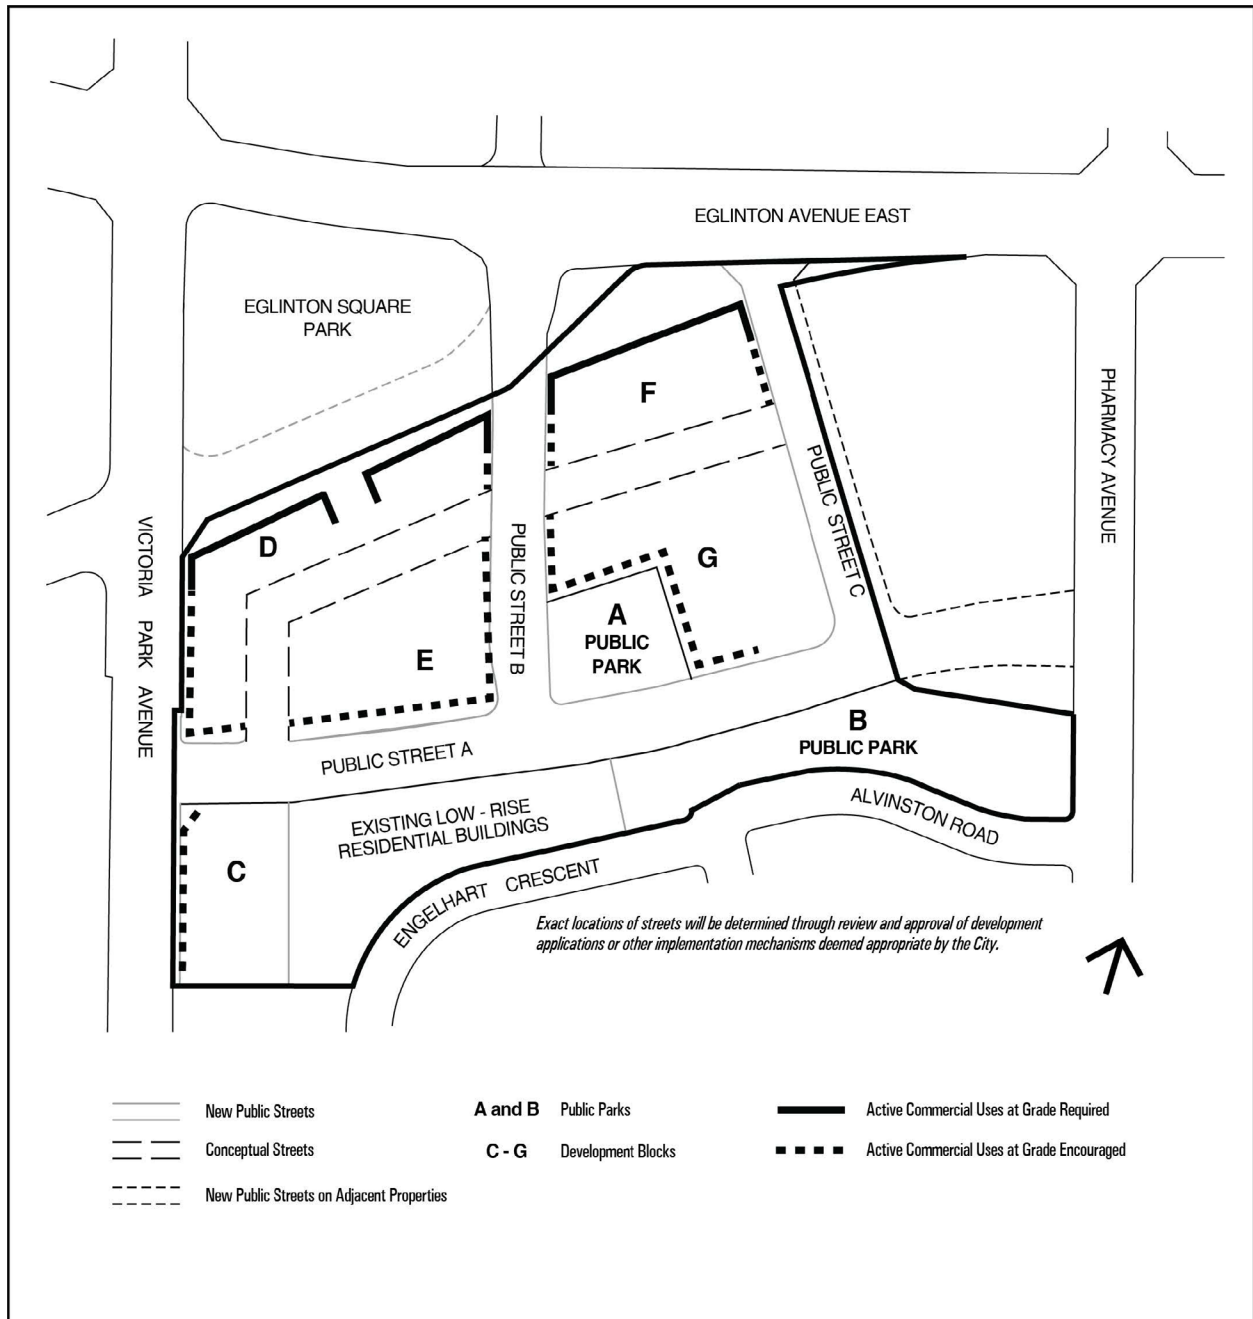 EGLINTON AVENUE EAST
EGLINTON SQUARE
PARK
PHARMACY AVENUE
F
PUBLIC STREET C
VICTORIA PARK AVENUE
D
PUBLIC STREET B
G
A
PUBLIC
PARK
E
B
PUBLIC PARK
PUBLIC STREET A
ALVINSTON ROAD
EXISTING LOW - RISE
RESIDENTIAL BUILDINGS
C
ENGELHART CRESCENT
Exact locations of streets will be determined through review and approval of development
applications or other implementation mechanisms deemed appropriate by the City.
New Public Streets
Conceptual Streets
New Public Streets on Adjacent Properties
A and B Public Parks
C - G Development Blocks
Active Commercial Uses at Grade Required
Active Commercial Uses at Grade Encouraged